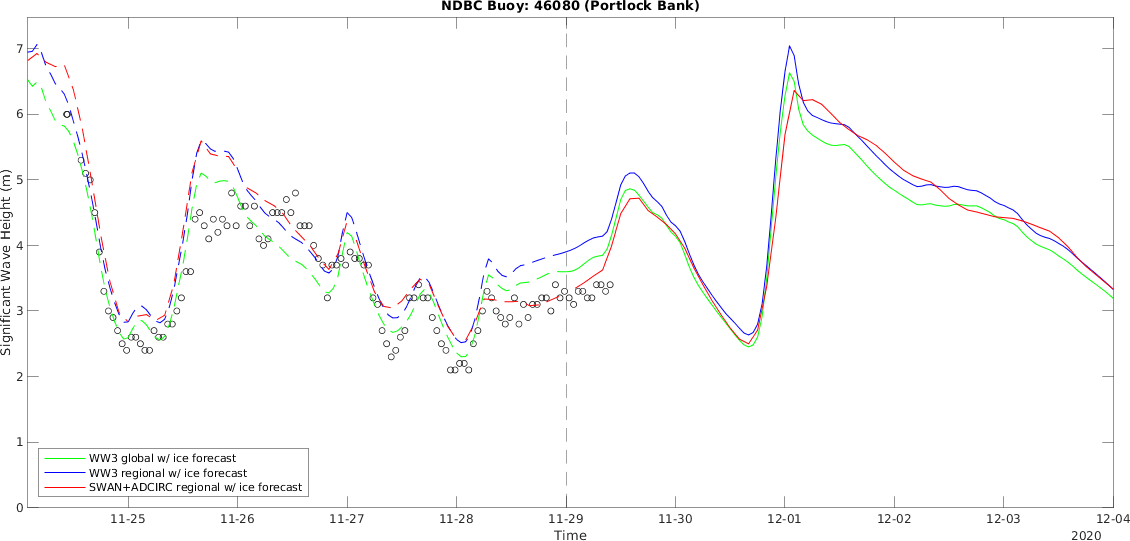 NDBC Buoy: 46080 (Portlock Bank)
7
6
5
4
3
2
1
0
Significant Wave Height (m)
WW3 global w/ ice forecast
WW3 regional w/ ice forecast
SWAN+ADCIRC regional w/ ice forecast
11-25 11-26 11-27 11-28 11-29 11-30 12-01 12-02 12-03 12-04
Time
2020